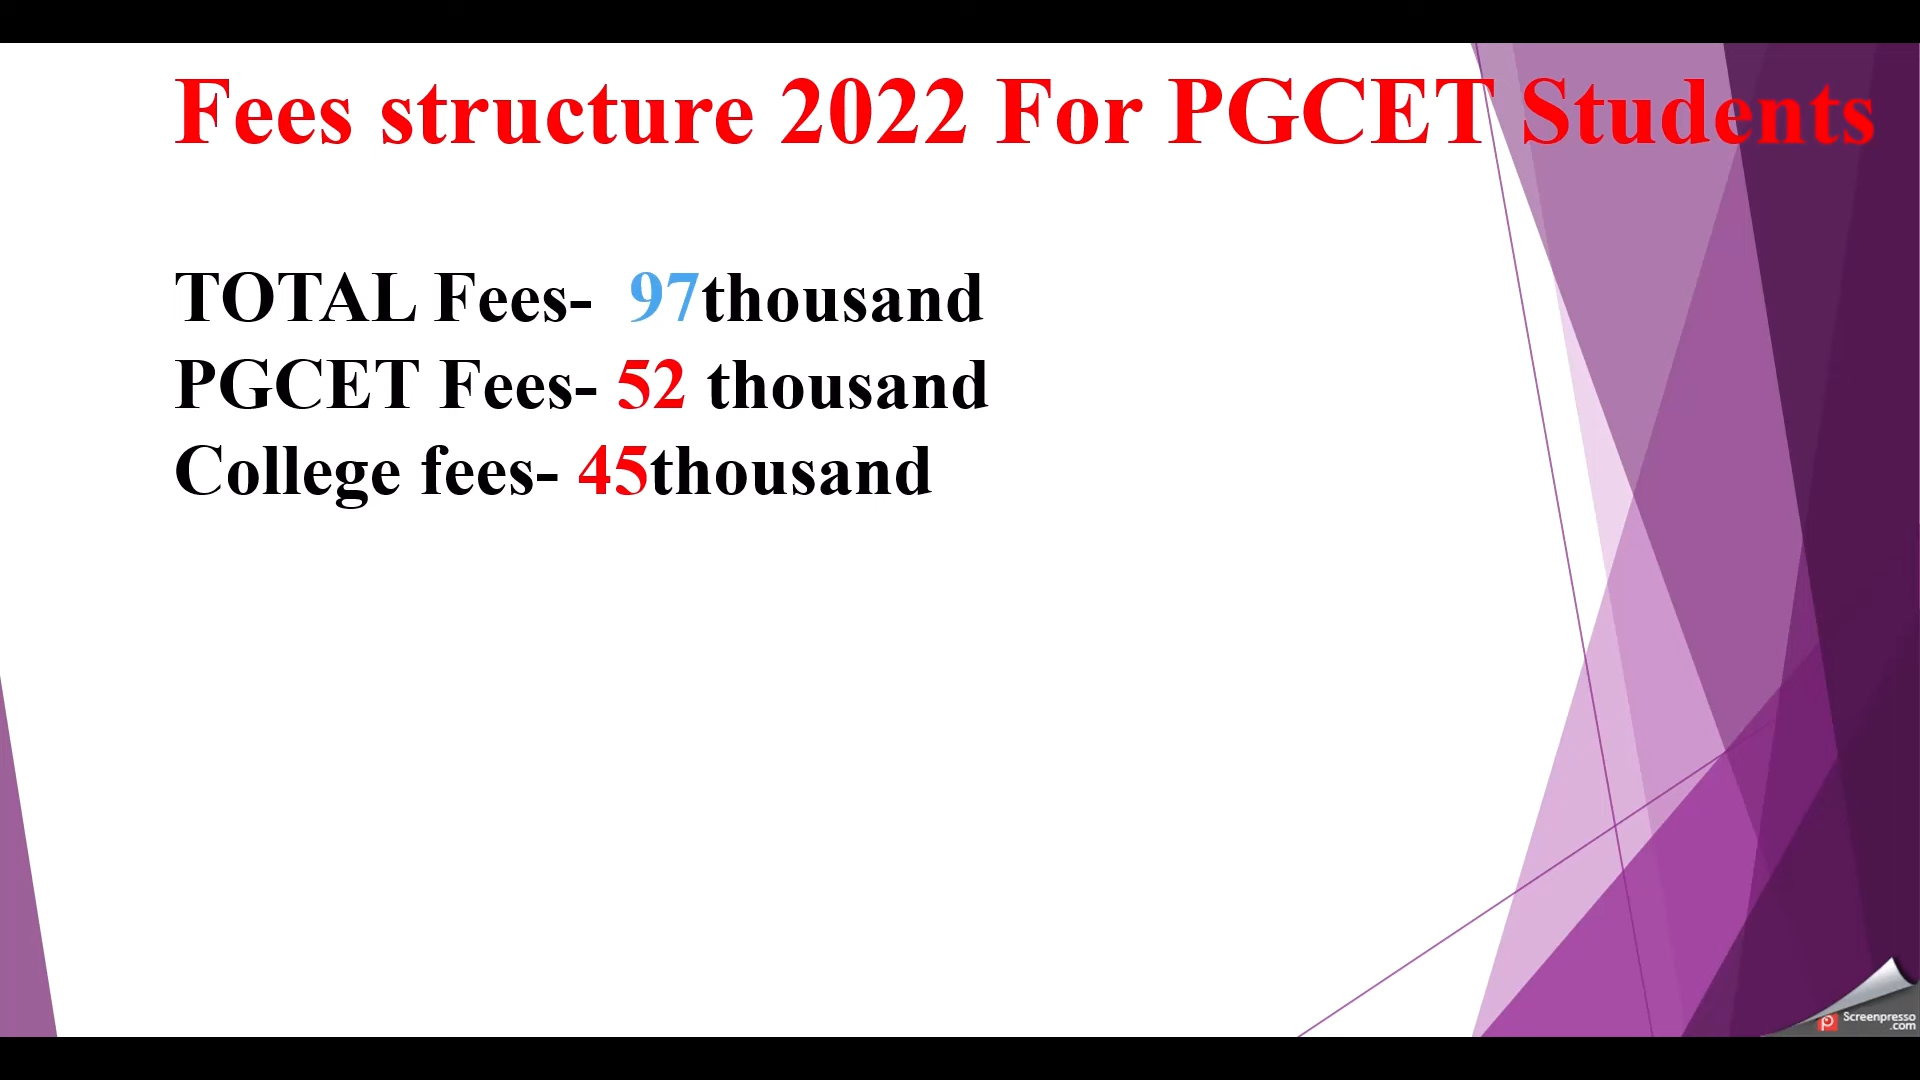 Fees structure 2022 For PGCET Students
TOTAL Fees-  97thousand
PGCET Fees- 52 thousand
College fees- 45thousand
Screenpresso
.com